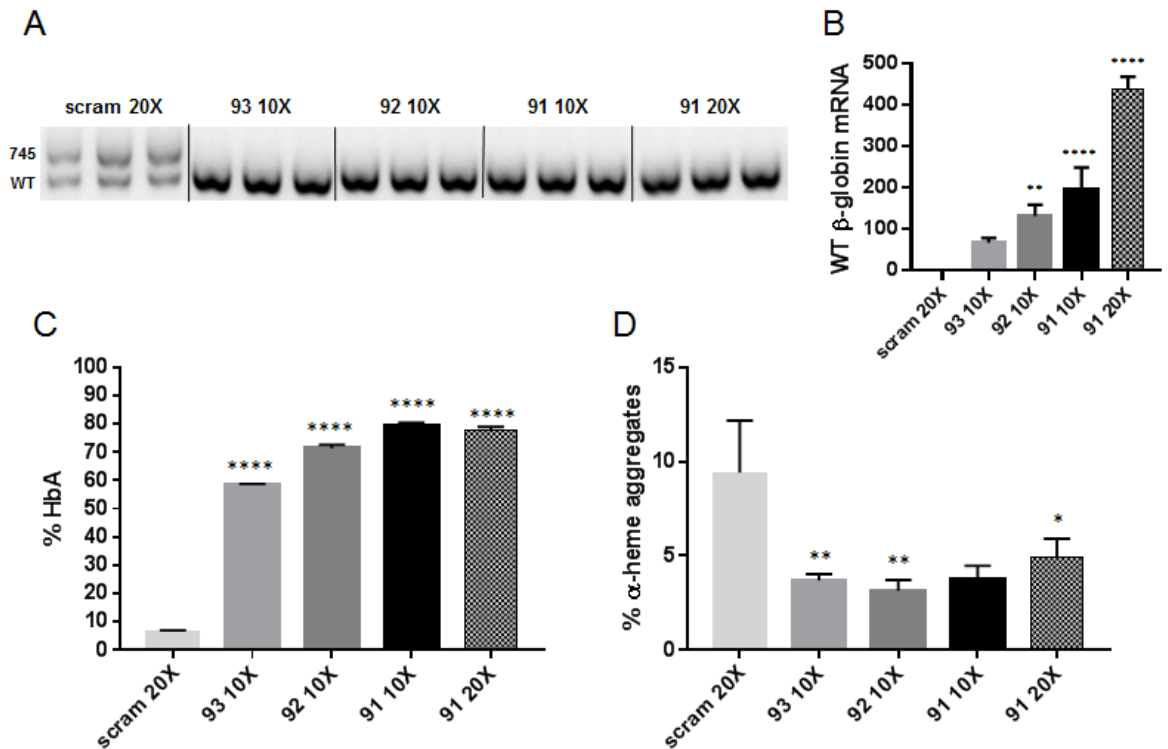 A
scram 20X 93 10X 92 10X 91 10X 91 20X
745
WT
B
WT β-globin mRNA
500
400
300
200
100
0
** **** ****
scram 20X 93 10X 92 10X 91 10X 91 20X
C
% HbA
100
90
80
70
60
50
40
30
20
10
0
**** **** **** ****
scram 20X 93 10X 92 10X 91 10X 91 20X
D
% α-heme aggregates
15
10
5
0
** ** *
scram 20X 93 10X 92 10X 91 10X 91 20X